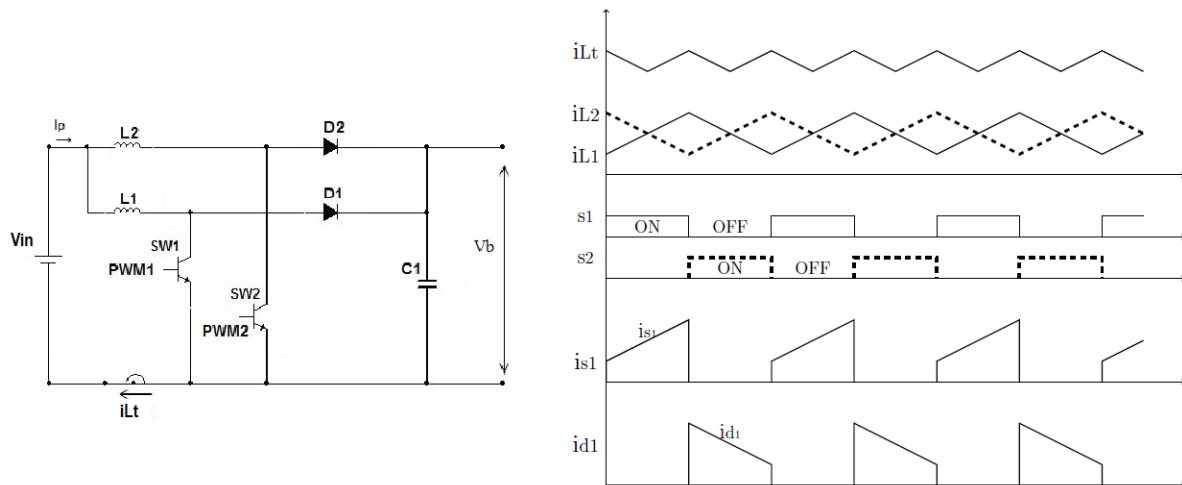 Ip
L2
D2
L1
D1
Vin
SW1
PWM1
SW2
PWM2
C1
Vb
iLt
iLt
iL2
iL1
s1
ON OFF
s2
ON OFF
is1
is1
id1
id1